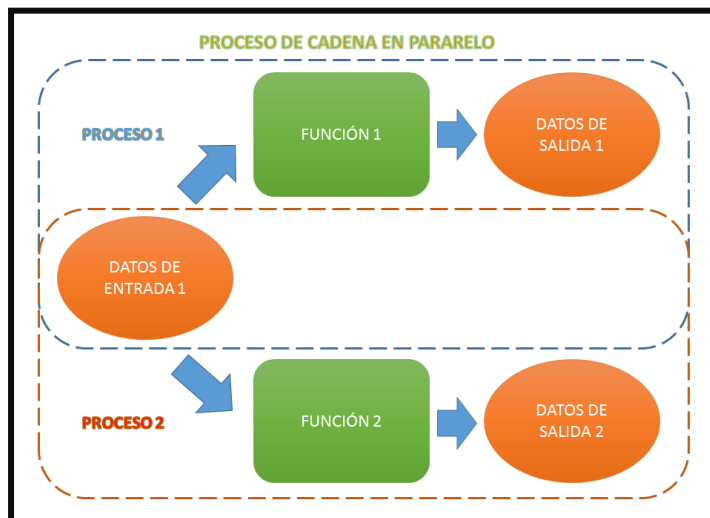 PROCESO DE CADENA EN PARARELO
PROCESO 1
FUNCIÓN 1
DATOS DE
SALIDA 1
DATOS DE
ENTRADA 1
PROCESO 2
FUNCIÓN 2
DATOS DE
SALIDA 2